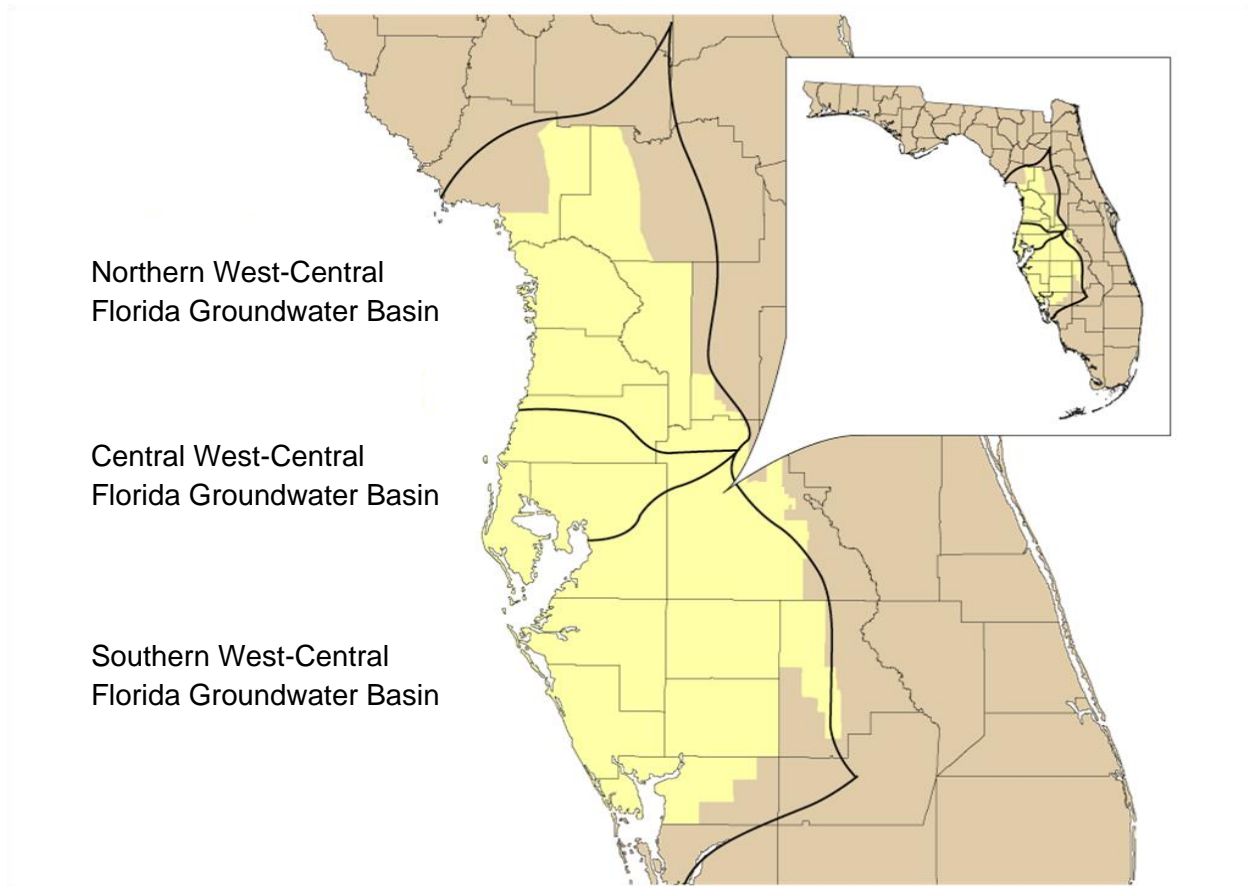 Northern West-Central
Florida Groundwater Basin
Central West-Central
Florida Groundwater Basin
Southern West-Central
Florida Groundwater Basin